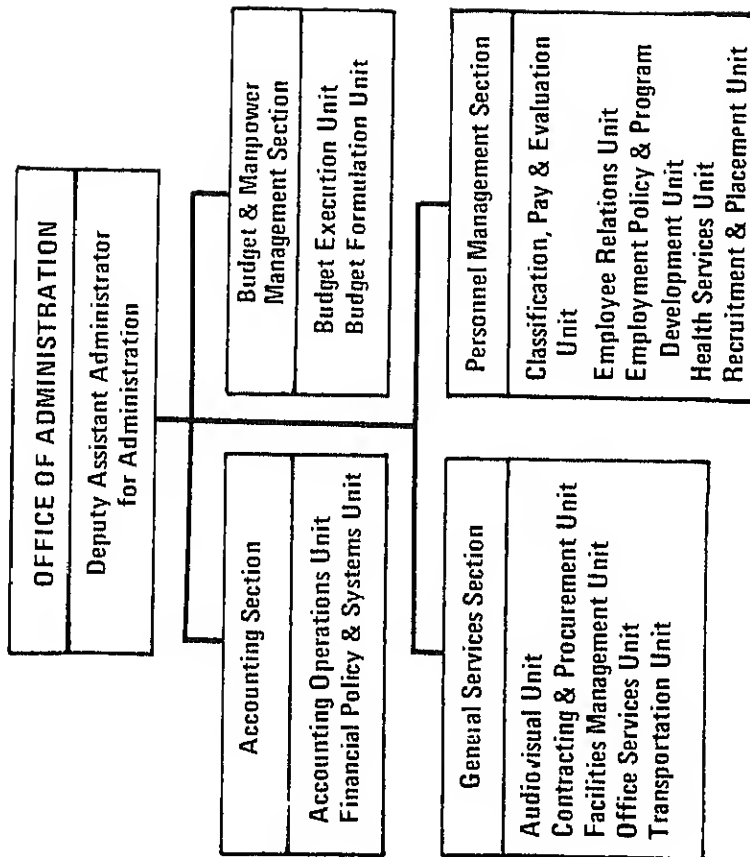 OFFICE OF ADMINISTRATION
Deputy Assistant Administrator
for Administration
Accounting Section
Accounting Operations Unit
Financial Policy & Systems Unit
Budget & Manpower
Management Section
Budget Execution Unit
Budget Formulation Unit
General Services Section
Audiovisual Unit
Contracting & Procurement Unit
Facilities Management Unit
Office Services Unit
Transportation Unit
Personnel Management Section
Classification, Pay & Evaluation
Unit
Employee Relations Unit
Employment Policy & Program
Development Unit
Health Services Unit
Recruitment & Placement Unit